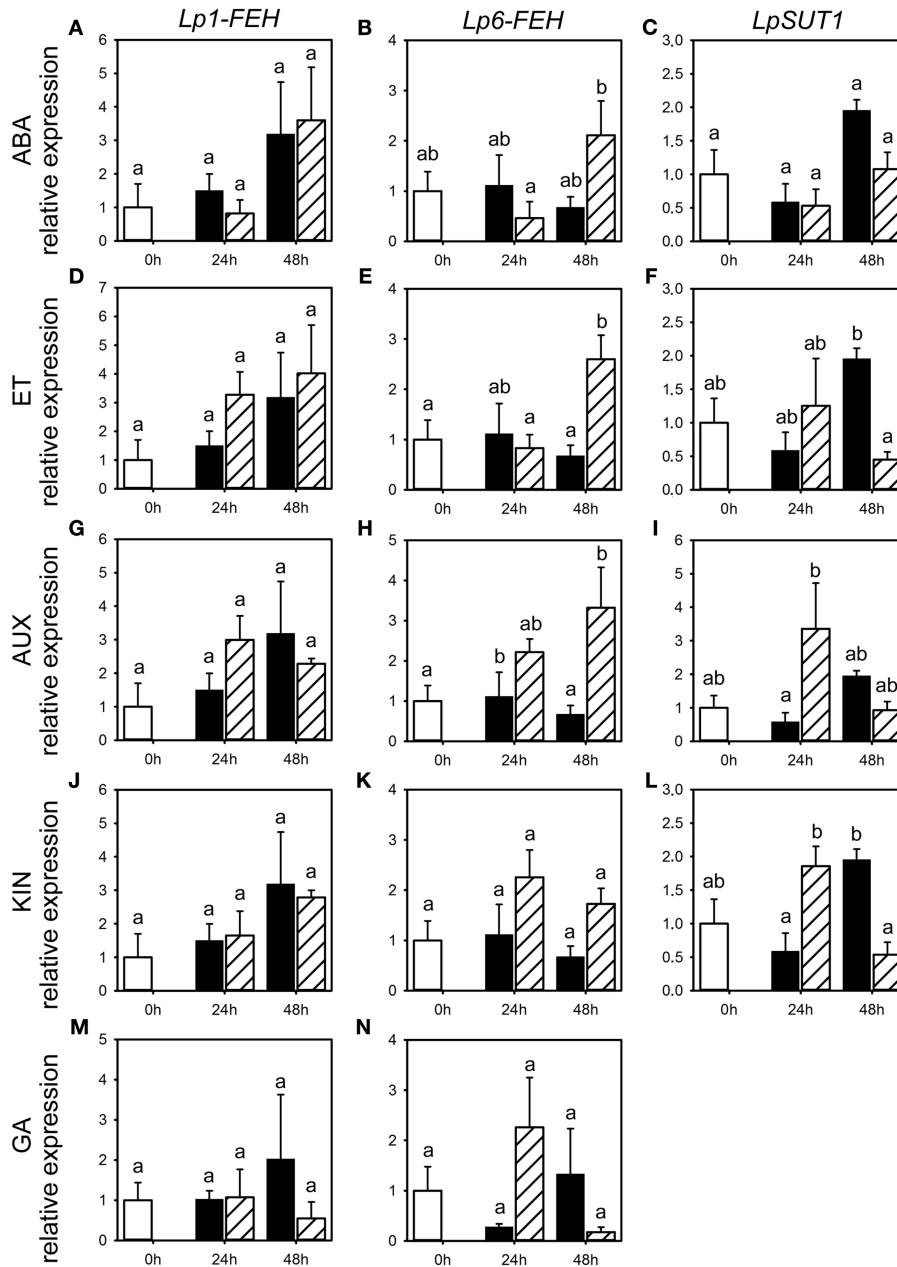 Lp1-FEH Lp6-FEH LpSUT1
A B C
ABA
relative expression
6 5 4 3 2 1 0
a a a a a
0h 24h 48h
4 3 2 1 0
ab ab a ab b
0h 24h 48h
3.0 2.5 2.0 1.5 1.0 0.5 0.0
a a a a a
0h 24h 48h
D E F
ET
relative expression
7 6 5 4 3 2 1 0
a a a a a
0h 24h 48h
4 3 2 1 0
a ab a a b
0h 24h 48h
3.0 2.5 2.0 1.5 1.0 0.5 0.0
ab ab ab b a
0h 24h 48h
G H I
AUX
relative expression
6 5 4 3 2 1 0
a a a a a
0h 24h 48h
5 4 3 2 1 0
a b ab a b
0h 24h 48h
6 5 4 3 2 1 0
ab a b ab ab
0h 24h 48h
J K L
KIN
relative expression
6 5 4 3 2 1 0
a a a a a
0h 24h 48h
4 3 2 1 0
a a a a a
0h 24h 48h
3.0 2.5 2.0 1.5 1.0 0.5 0.0
ab a b b a
0h 24h 48h
M N
GA
relative expression
5 4 3 2 1 0
a a a a a
0h 24h 48h
4 3 2 1 0
a a a a a
0h 24h 48h